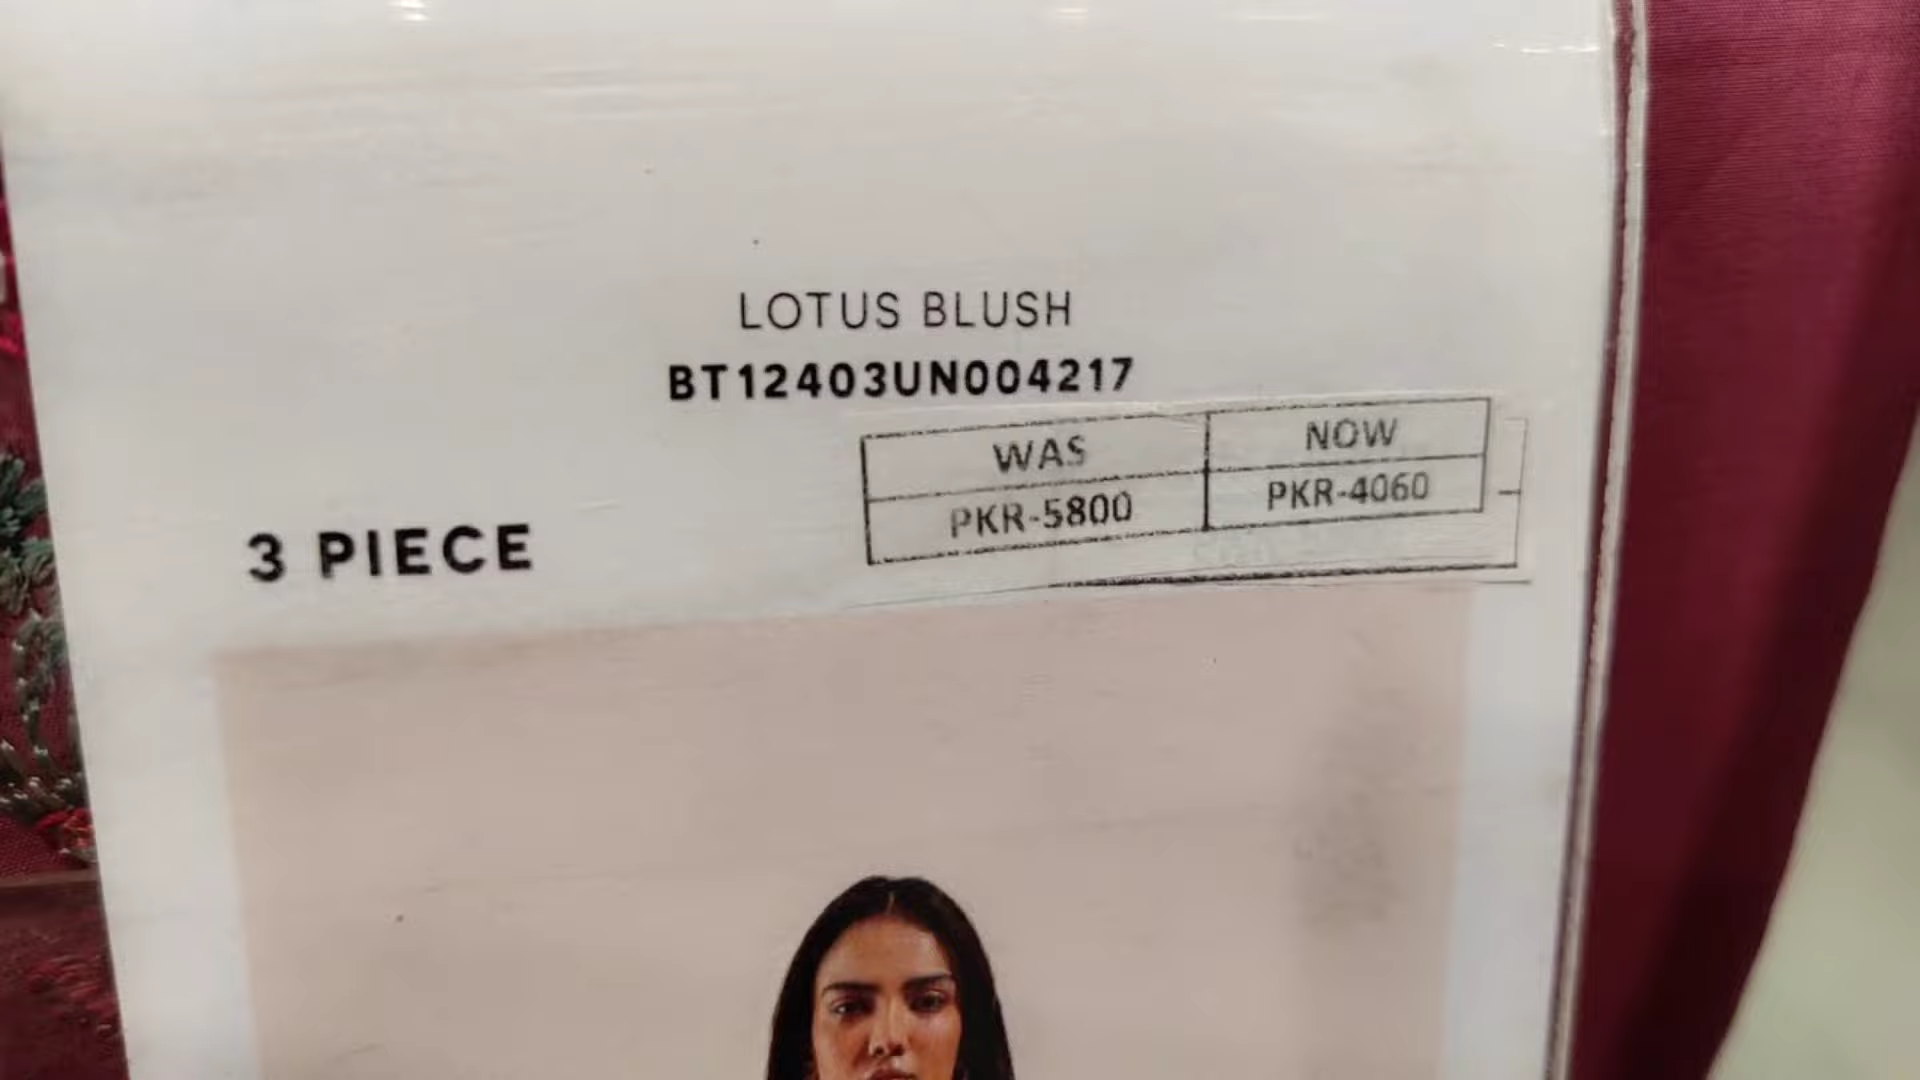 LOTUS BLUSH
BT12403UN004217
WAS NOW
PKR-5800 PKR-4060
3 PIECE